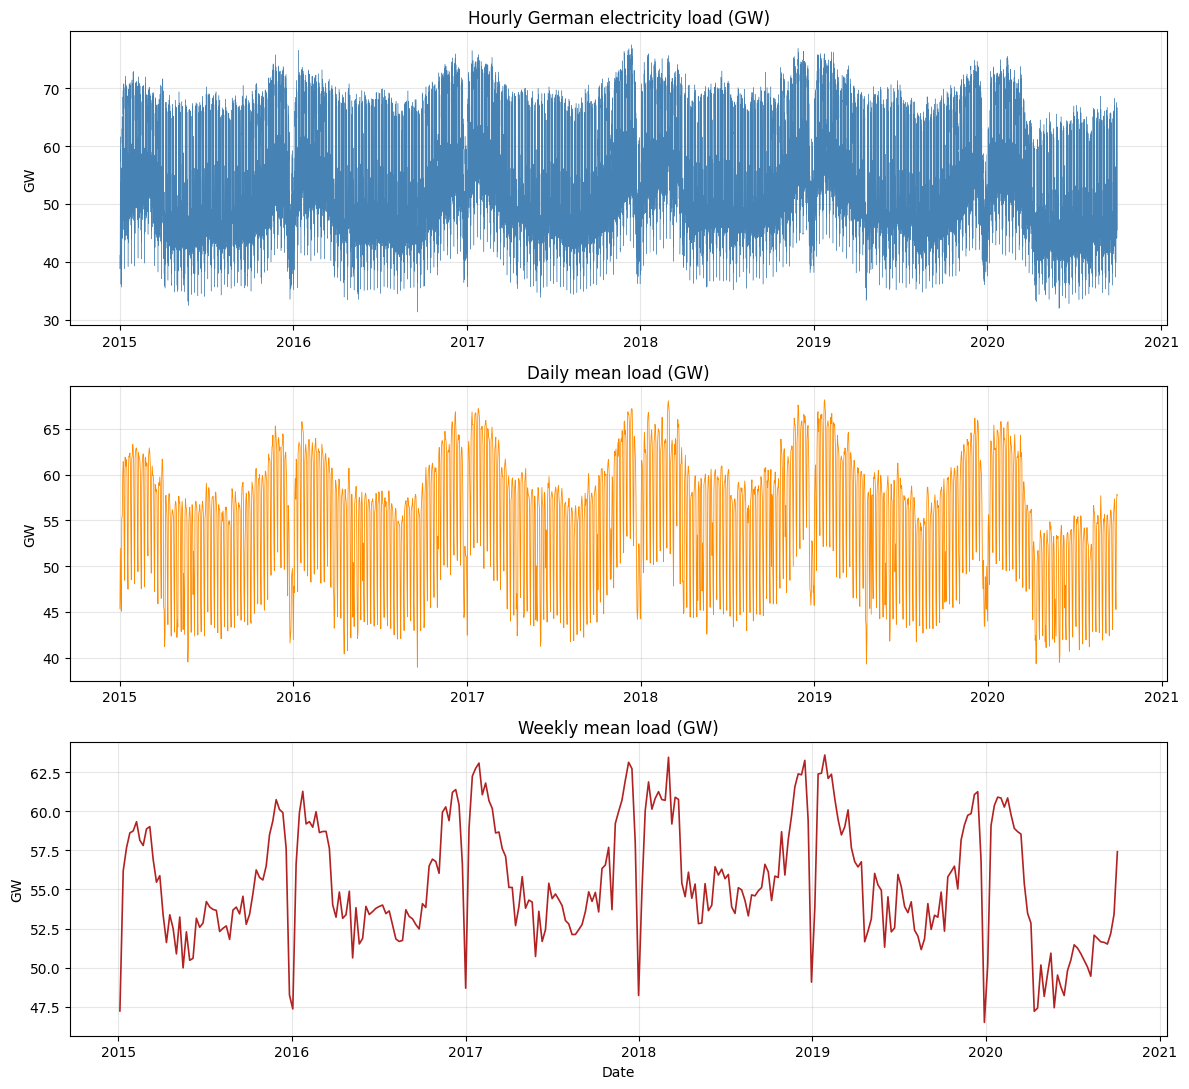 Hourly German electricity load (GW)
GW
70
60
50
40
30
2015 2016 2017 2018 2019 2020 2021
Daily mean load (GW)
GW
65
60
55
50
45
40
2015 2016 2017 2018 2019 2020 2021
Weekly mean load (GW)
GW
62.5
60.0
57.5
55.0
52.5
50.0
47.5
2015 2016 2017 2018 2019 2020 2021
Date